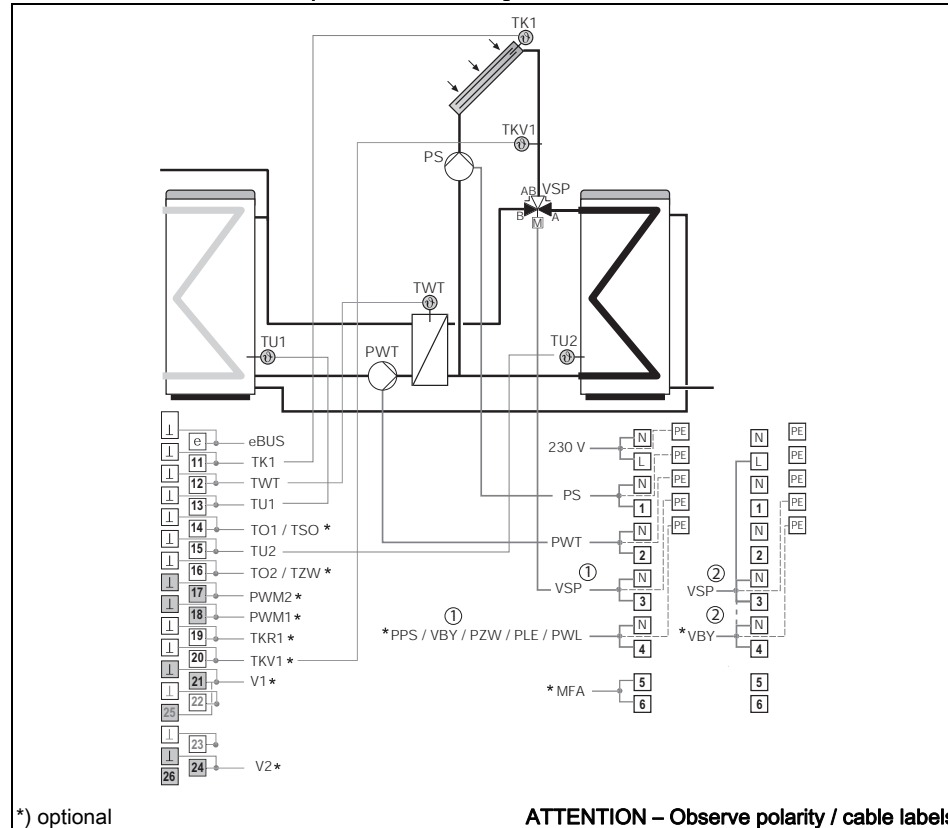 TK1
TKV1
PS
AB VSP
B A
M
TWT
TU1
PWT
TU2
⊥
e eBUS
⊥
11 TK1
⊥
12 TWT
⊥
13 TU1
⊥
14 TO1 / TSO *
⊥
15 TU2
⊥
16 TO2 / TZW *
⊥
17 PWM2*
⊥
18 PWM1*
⊥
19 TKR1 *
⊥
20 TKV1 *
⊥
21 V1*
⊥
22
25
⊥
23
⊥
24 V2*
26
230 V N PE
L PE
PS N PE
1 PE
PWT N PE
2
VSP ① N
3
①
*PPS / VBY / PZW / PLE / PWL N
4
* MFA 5
6
N PE
L PE
N PE
1 PE
N PE
2
②
VSP N
3
②
* VBY N
4
5
6
*) optional
ATTENTION – Observe polarity / cable labels